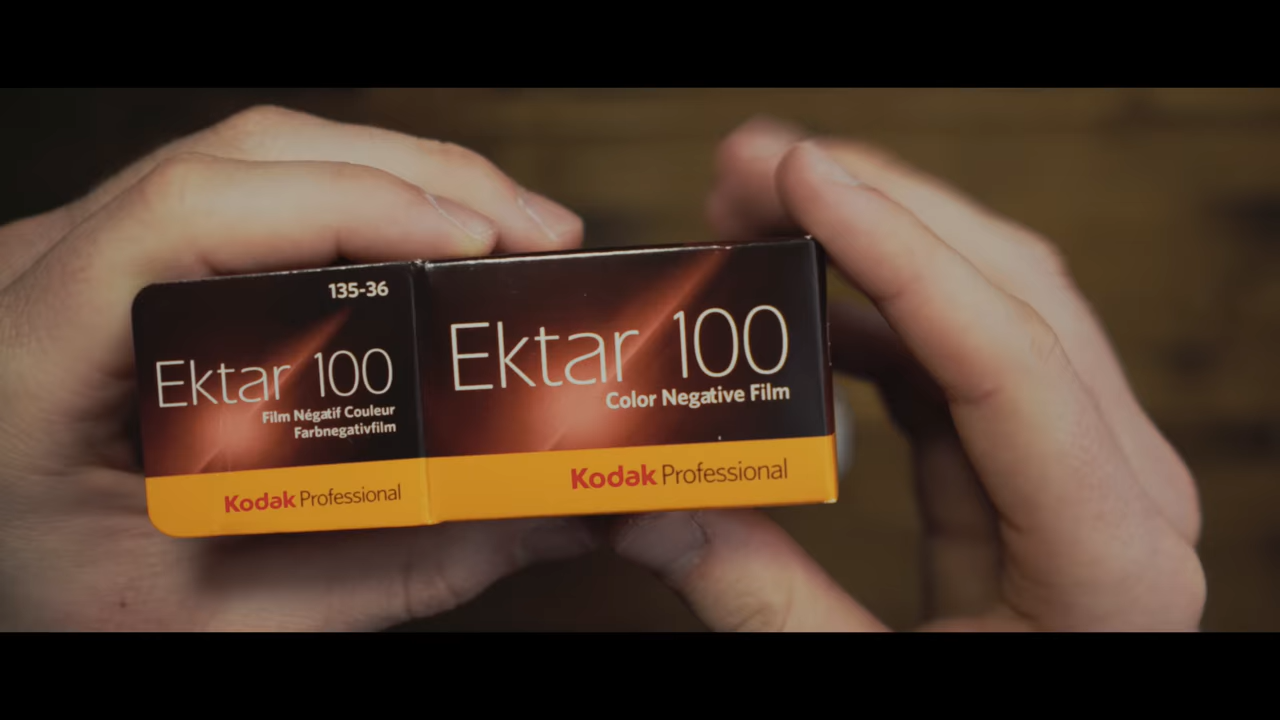 135-36
Ektar 100
Film Négatif Couleur
Farbnegativfilm
Kodak Professional
Ektar 100
Color Negative Film
Kodak Professional